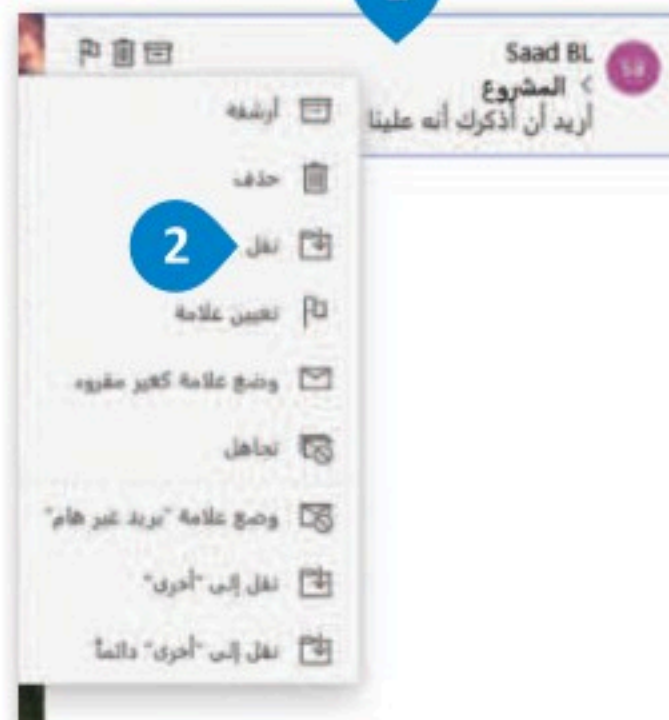 Saad BL
< المشروع
أريد أن أذكرك أنه علينا
أرشفة
حذف
2
نقل
تعيين علامة
وضع علامة كغير مقروء
تجاهل
وضع علامة "بريد غير هام"
نقل إلى "أخرى"
نقل إلى "أخرى" دائماً